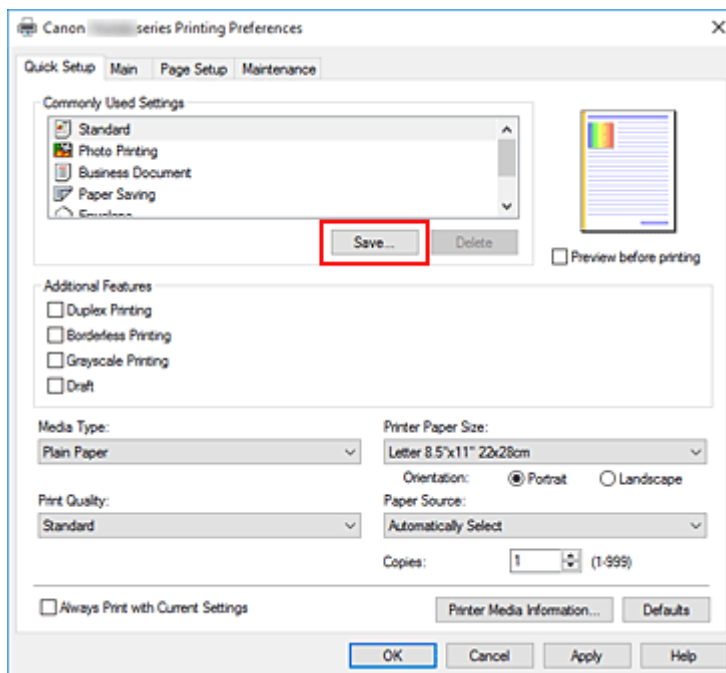 Canon series Printing Preferences
Quick Setup Main Page Setup Maintenance
Commonly Used Settings
Standard
Photo Printing
Business Document
Paper Saving
Envelope
Save... Delete
Preview before printing
Additional Features
Duplex Printing
Borderless Printing
Grayscale Printing
Draft
Media Type: Printer Paper Size:
Plain Paper Letter 8.5"x11" 22x28cm
Orientation: Portrait Landscape
Print Quality: Paper Source:
Standard Automatically Select
Copies: 1 (1-999)
Always Print with Current Settings Printer Media Information... Defaults
OK Cancel Apply Help